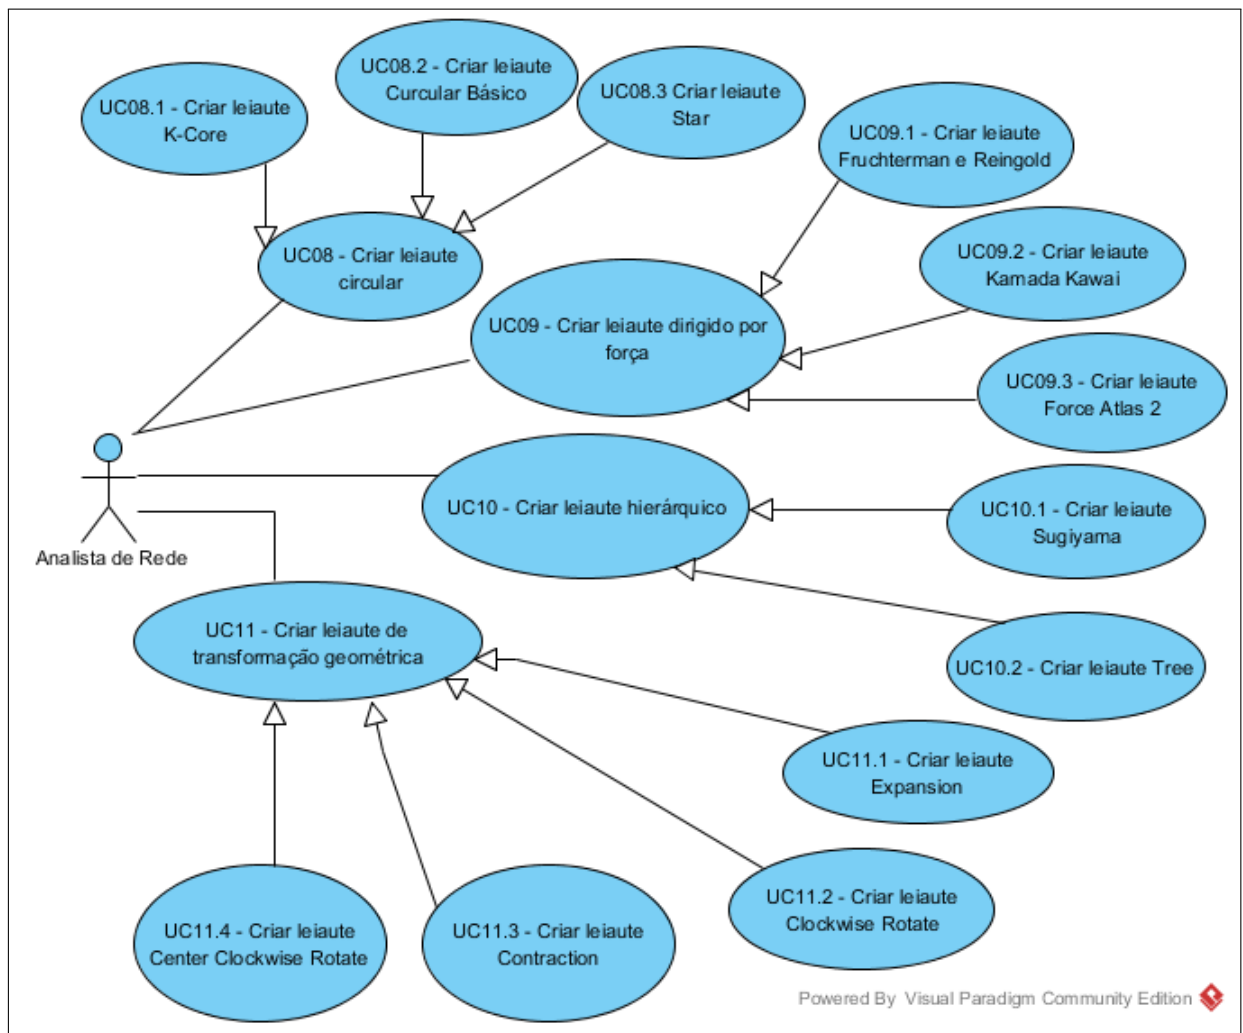 UC08.1 - Criar leiaute
K-Core
UC08.2 - Criar leiaute
Curcular Básico
UC08.3 Criar leiaute
Star
UC09.1 - Criar leiaute
Fruchterman e Reingold
UC08 - Criar leiaute
circular
UC09.2 - Criar leiaute
Kamada Kawai
UC09 - Criar leiaute dirigido por
força
UC09.3 - Criar leiaute
Force Atlas 2
Analista de Rede
UC10 - Criar leiaute hierárquico
UC10.1 - Criar leiaute
Sugiyama
UC11 - Criar leiaute de
transformação geométrica
UC10.2 - Criar leiaute Tree
UC11.1 - Criar leiaute
Expansion
UC11.2 - Criar leiaute
Clockwise Rotate
UC11.4 - Criar leiaute
Center Clockwise Rotate
UC11.3 - Criar leiaute
Contraction
Powered By Visual Paradigm Community Edition